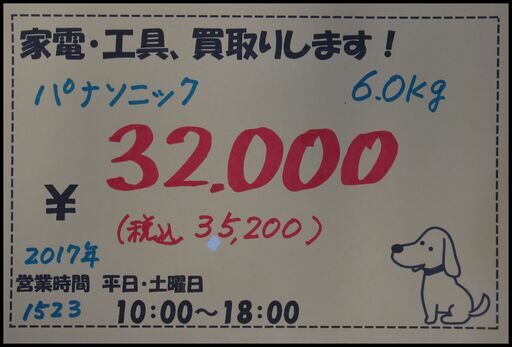 家電・工具、買取りします！
パナソニック 6.0kg
32.000
¥
(税込 35,200)
2017年
営業時間 平日・土曜日
1523 10:00～18:00